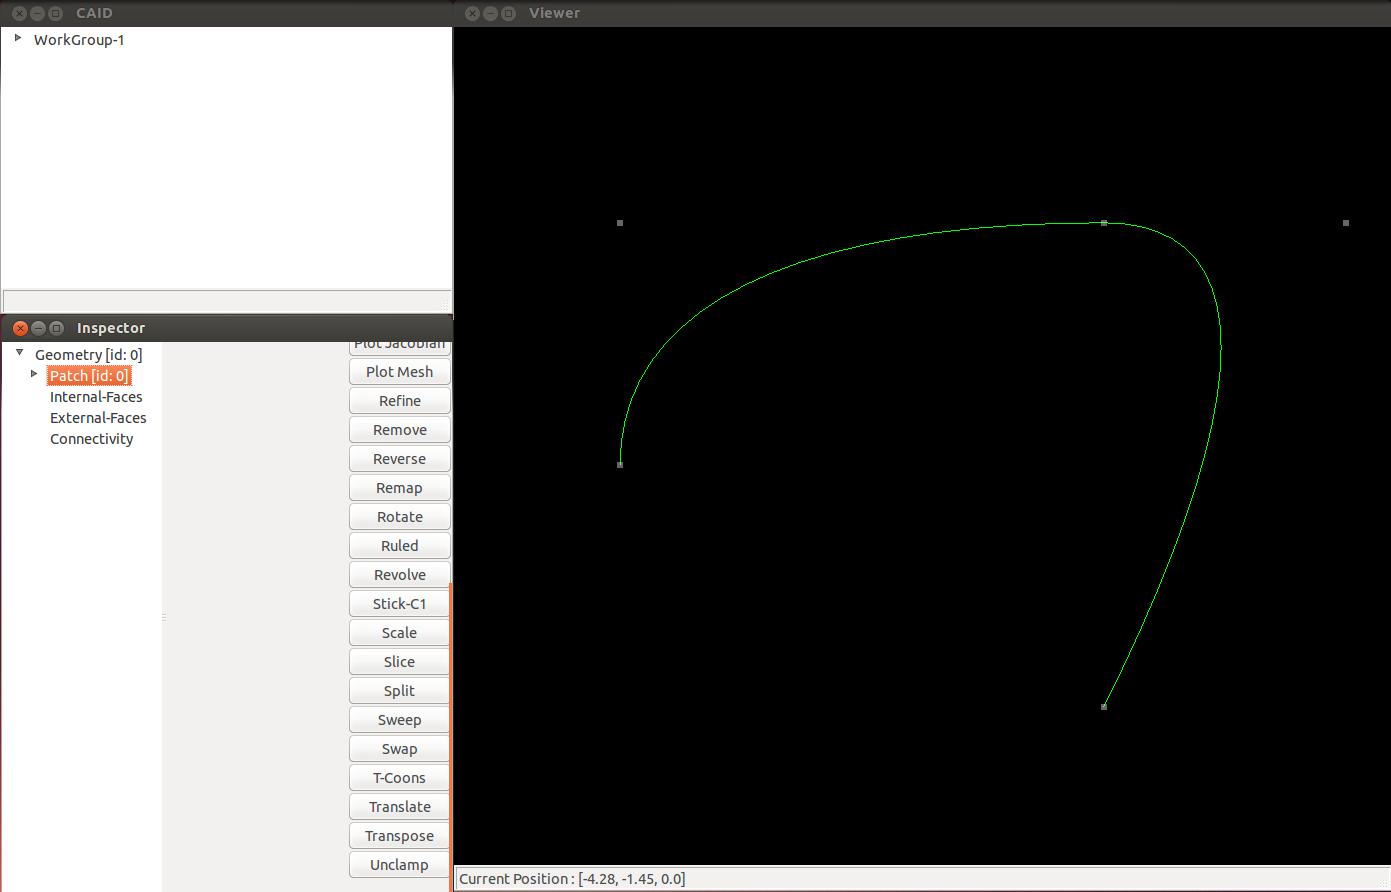 CAID
WorkGroup-1
Inspector
Geometry [id: 0]
Patch [id: 0]
Internal-Faces
External-Faces
Connectivity
Plot Jacobian
Plot Mesh
Refine
Remove
Reverse
Remap
Rotate
Ruled
Revolve
Stick-C1
Scale
Slice
Split
Sweep
Swap
T-Coons
Translate
Transpose
Unclamp
Viewer
Current Position : [-4.28, -1.45, 0.0]